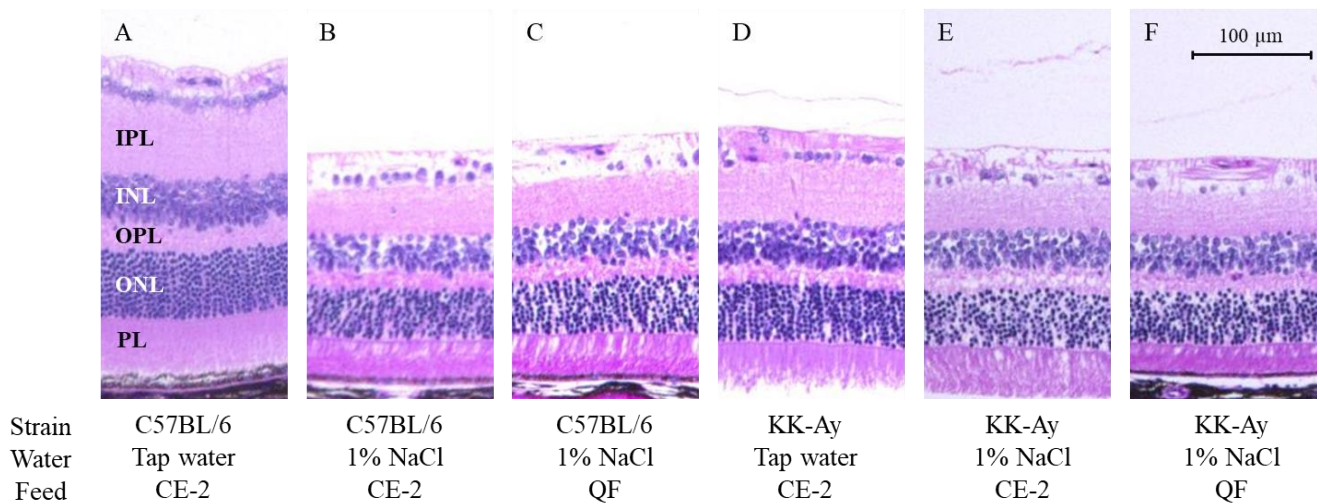 A B C D E F
100 µm
IPL
INL
OPL
ONL
PL
Strain C57BL/6 C57BL/6 C57BL/6 KK-Ay KK-Ay KK-Ay
Water Tap water 1% NaCl 1% NaCl Tap water 1% NaCl 1% NaCl
Feed CE-2 CE-2 QF CE-2 CE-2 QF